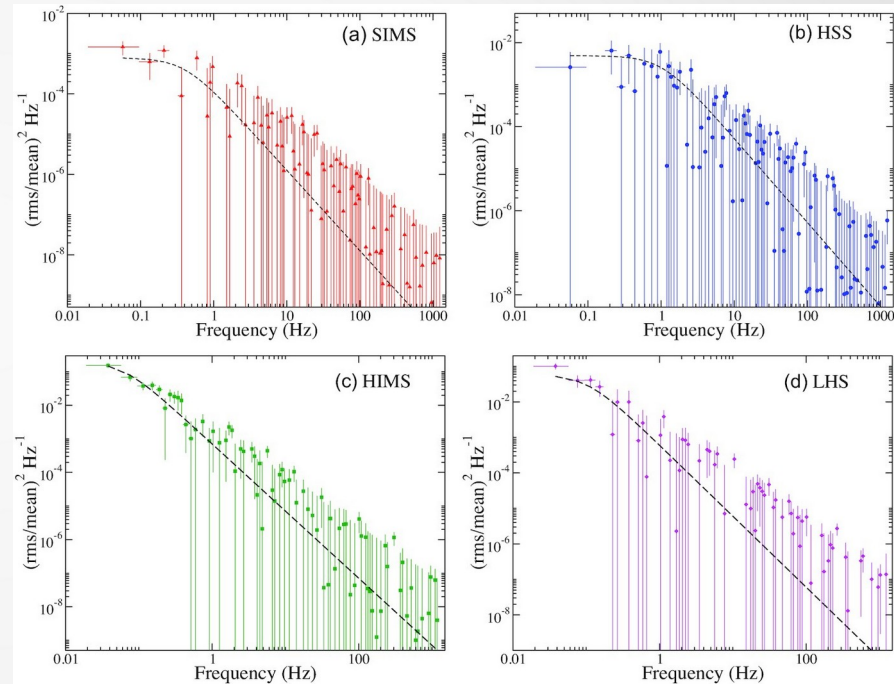 (a) SIMS
(rms/mean)² Hz⁻¹
10⁻²
10⁻⁴
10⁻⁶
10⁻⁸
0.01 0.1 1 10 100 1000
Frequency (Hz)
(b) HSS
(rms/mean)² Hz⁻¹
10⁻²
10⁻⁴
10⁻⁶
10⁻⁸
0.01 0.1 1 10 100 1000
Frequency (Hz)
(c) HIMS
(rms/mean)² Hz⁻¹
10⁻²
10⁻⁴
10⁻⁶
10⁻⁸
0.01 1 100
Frequency (Hz)
(d) LHS
(rms/mean)² Hz⁻¹
10⁻²
10⁻⁴
10⁻⁶
10⁻⁸
0.01 1 100
Frequency (Hz)